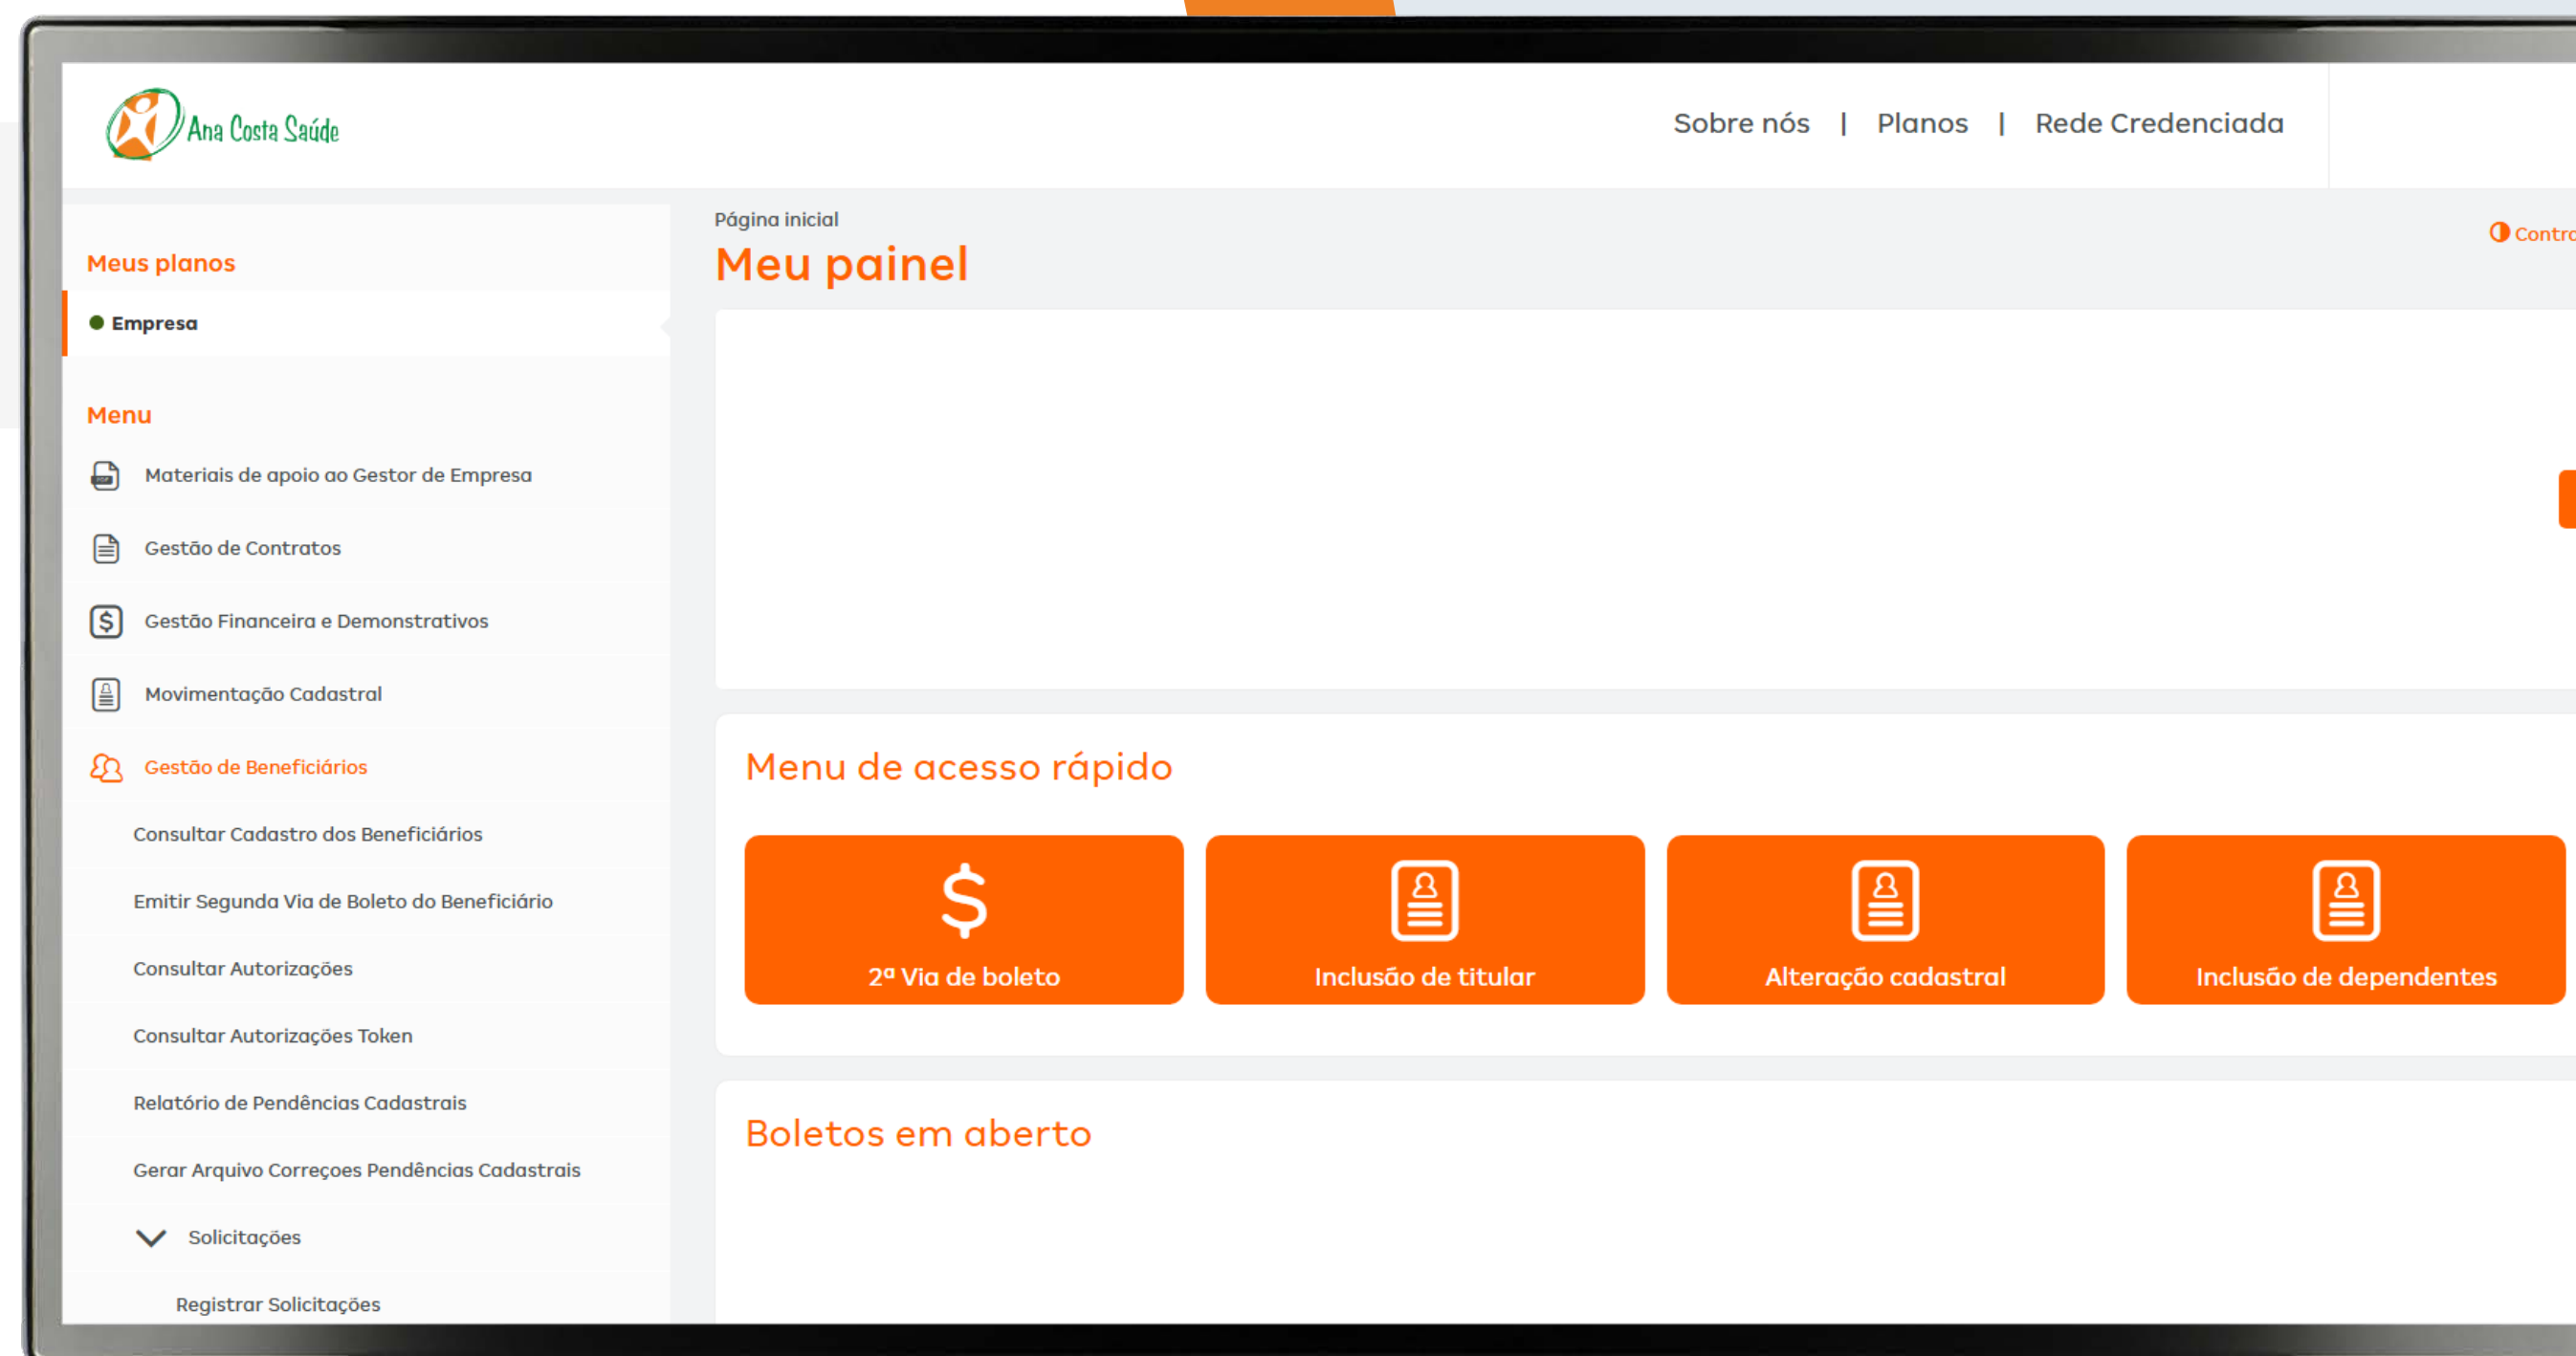 Ana Costa Saúde
Sobre nós | Planos | Rede Credenciada
Meus planos
Empresa
Menu
Materiais de apoio ao Gestor de Empresa
Gestão de Contratos
Gestão Financeira e Demonstrativos
Movimentação Cadastral
Gestão de Beneficiários
Consultar Cadastro dos Beneficiários
Emitir Segunda Via de Boleto do Beneficiário
Consultar Autorizações
Consultar Autorizações Token
Relatório de Pendências Cadastrais
Gerar Arquivo Correçoes Pendências Cadastrais
Solicitações
Registrar Solicitações
Página inicial
Meu painel
Menu de acesso rápido
2ª Via de boleto
Inclusão de titular
Alteração cadastral
Inclusão de dependentes
Boletos em aberto